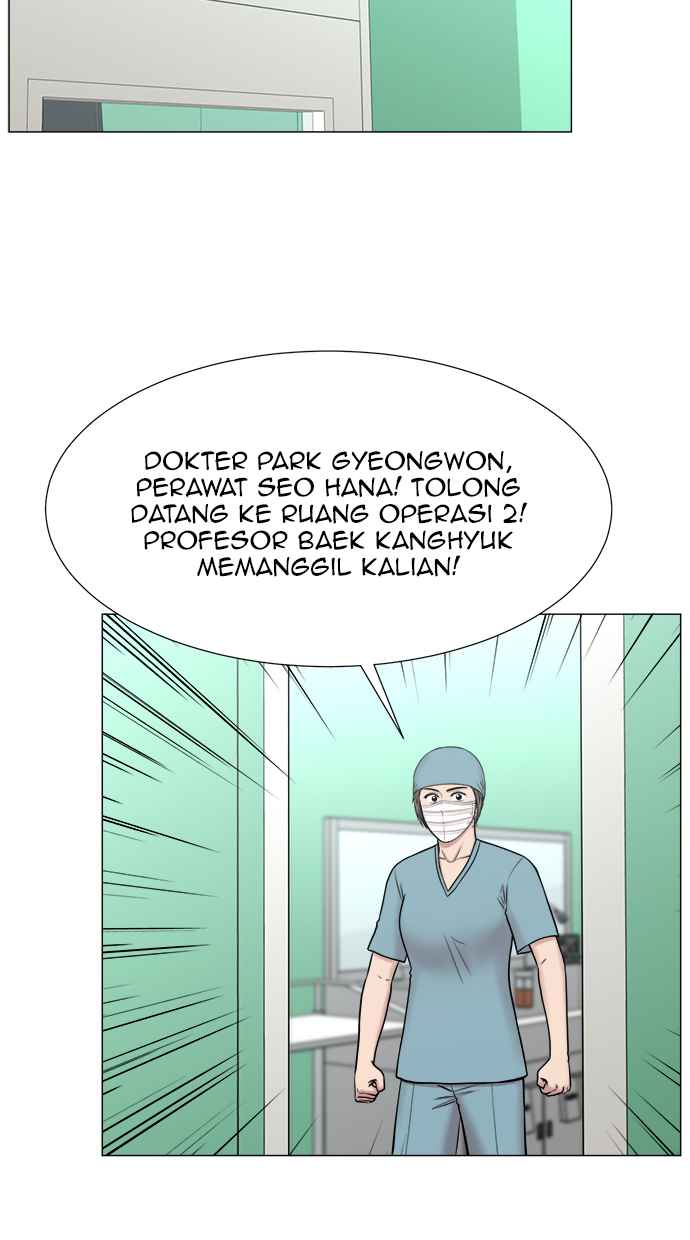 DOKTER PARK GYEONGWON,
PERAWAT SEO HANA! TOLONG
DATANG KE RUANG OPERASI 2!
PROFESOR BAEK KANGHYUK
MEMANGGIL KALIAN!